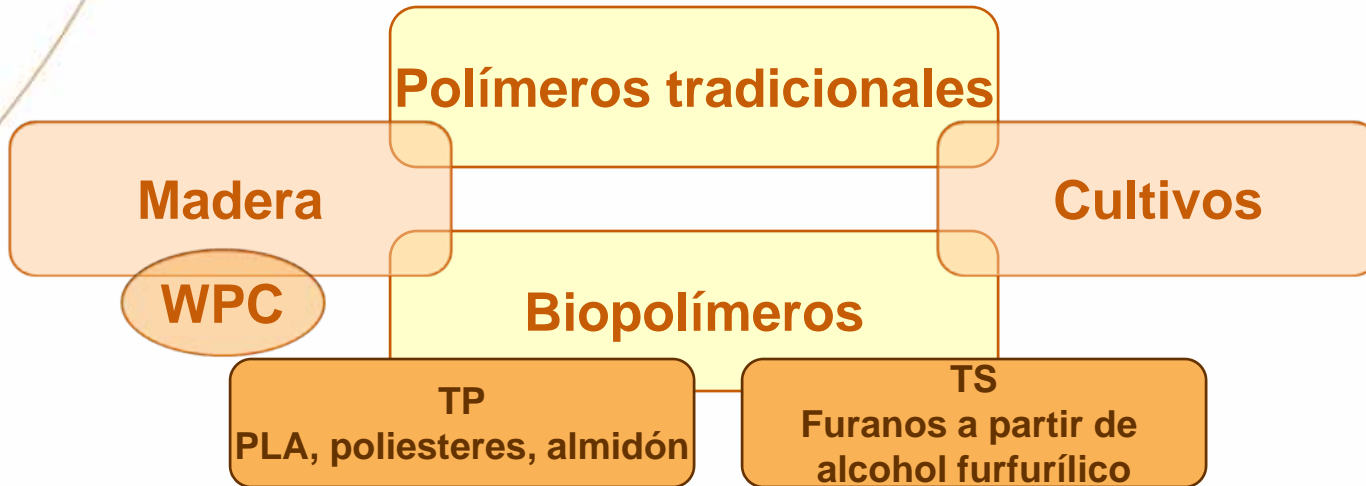 Polímeros tradicionales
Madera
Cultivos
WPC
Biopolímeros
TP
PLA, poliesteres, almidón
TS
Furanos a partir de
alcohol furfurílico